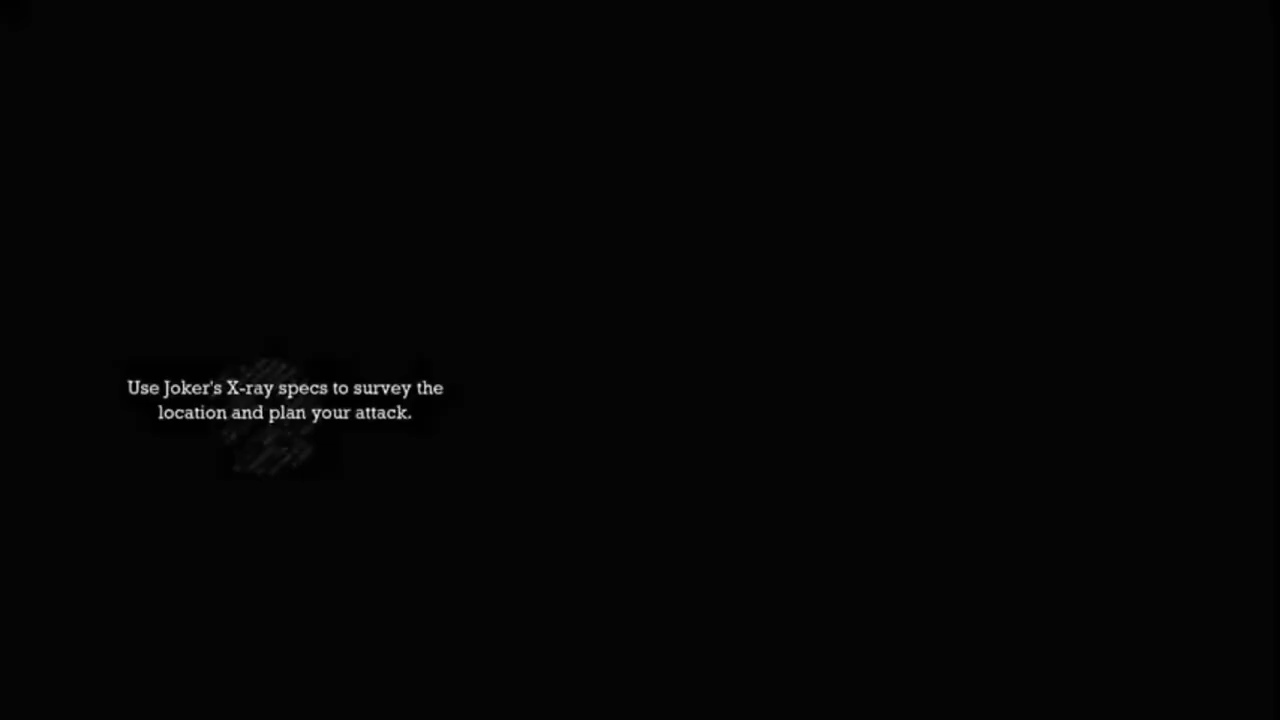 Use Joker's X-ray specs to survey the
location and plan your attack.